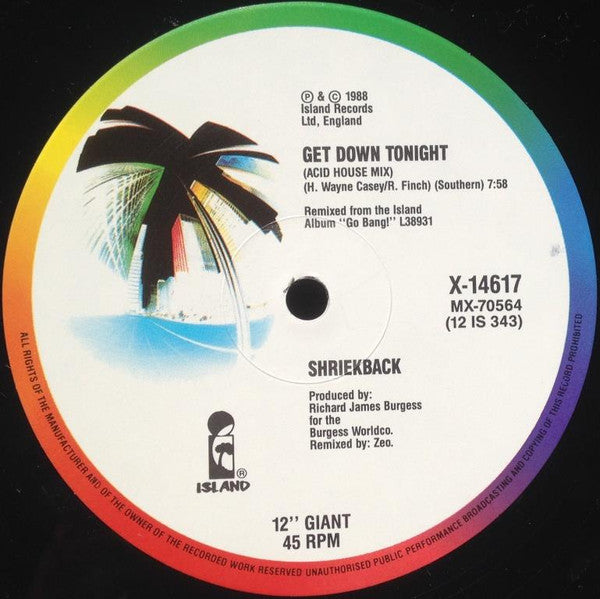 ℗ & © 1988
Island Records
Ltd, England
GET DOWN TONIGHT
(ACID HOUSE MIX)
(H. Wayne Casey/R. Finch) (Southern) 7:58
Remixed from the Island
Album "Go Bang!" L38931
X-14617
MX-70564
(12 IS 343)
SHRIEKBACK
Produced by:
Richard James Burgess
for the
Burgess Worldco.
Remixed by: Zeo.
ISLAND ®
12'' GIANT
45 RPM
ALL RIGHTS OF THE MANUFACTURER AND OF THE OWNER OF THE RECORDED WORK RESERVED UNAUTHORISED PUBLIC PERFORMANCE BROADCASTING AND COPYING OF THIS RECORD PROHIBITED